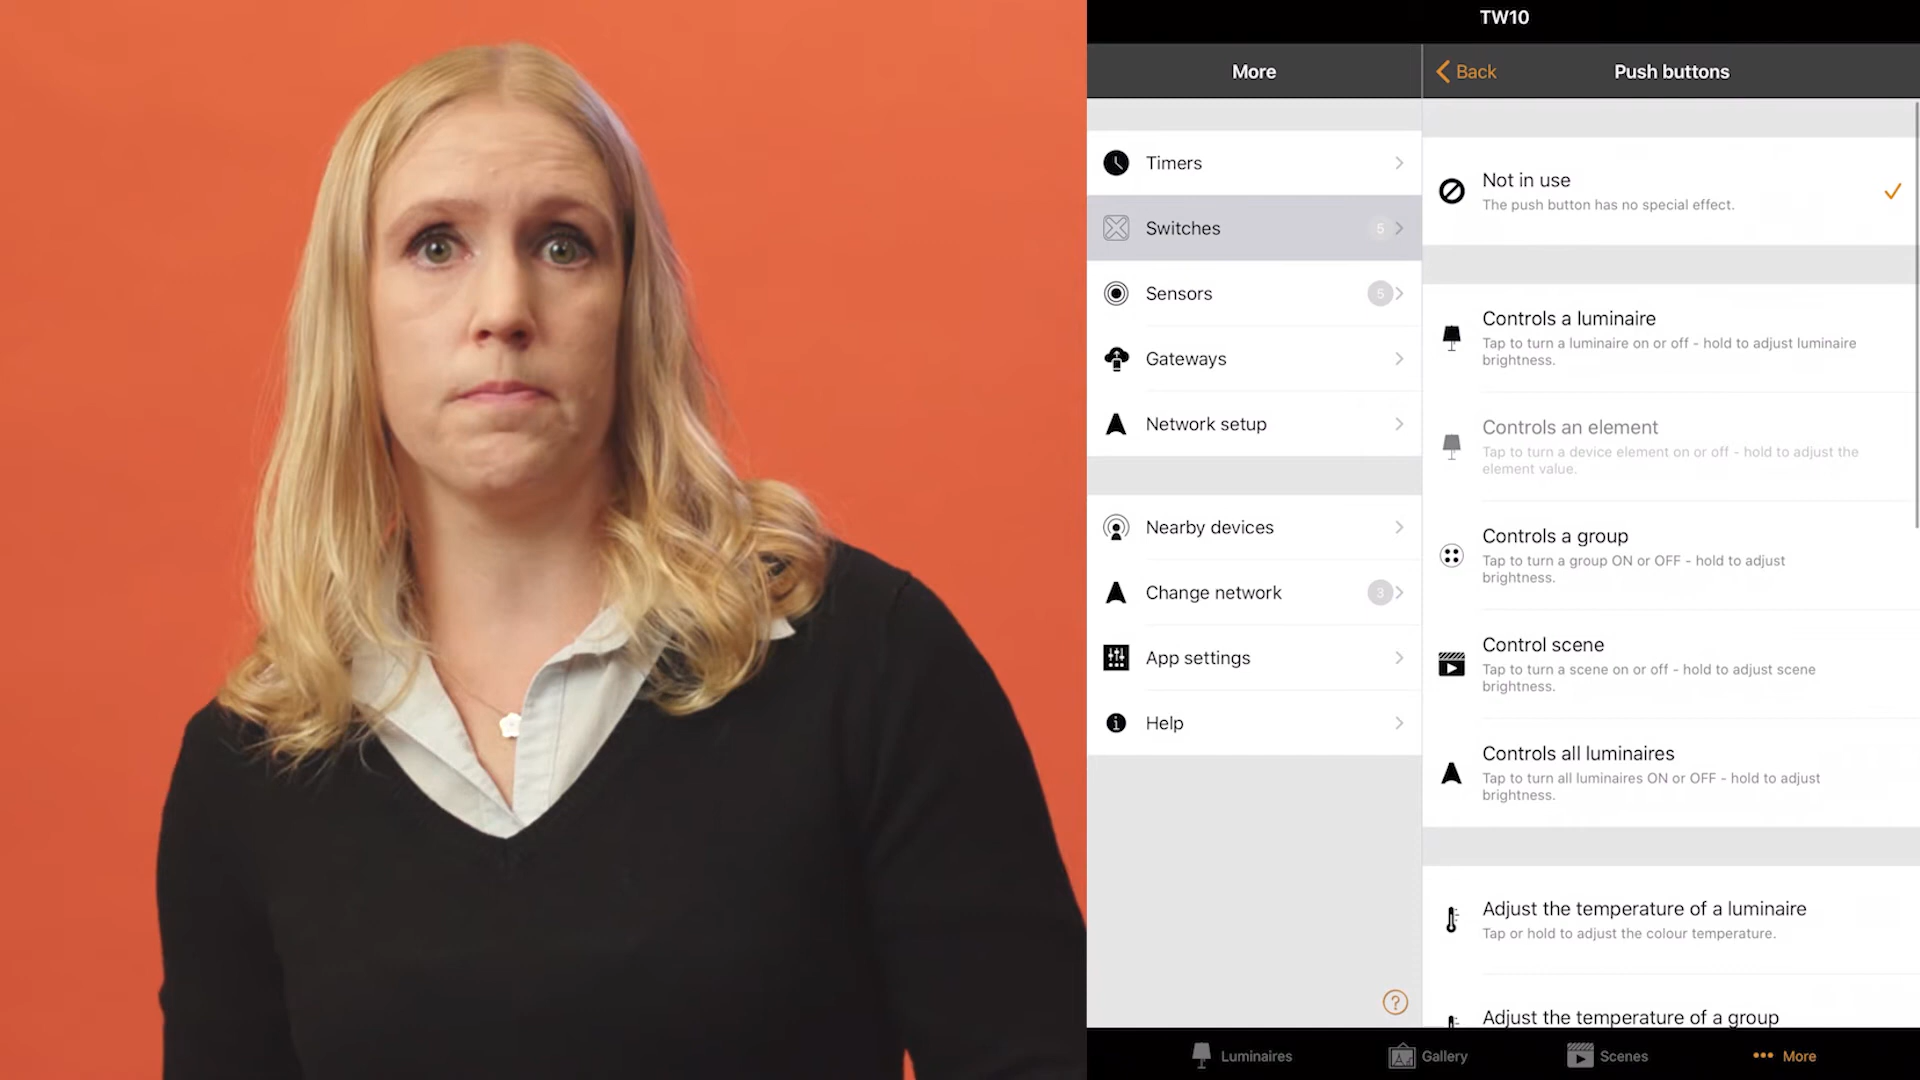 TW10
More
Back
Push buttons
Timers
Switches
5
Sensors
5
Gateways
Network setup
Nearby devices
Change network
3
App settings
Help
?
Not in use
The push button has no special effect.
Controls a luminaire
Tap to turn a luminaire on or off - hold to adjust luminaire
brightness.
Controls an element
Tap to turn a device element on or off - hold to adjust the
element value.
Controls a group
Tap to turn a group ON or OFF - hold to adjust
brightness.
Control scene
Tap to turn a scene on or off - hold to adjust scene
brightness.
Controls all luminaires
Tap to turn all luminaires ON or OFF - hold to adjust
brightness.
Adjust the temperature of a luminaire
Tap or hold to adjust the colour temperature.
Adjust the temperature of a group
Luminaires
Gallery
Scenes
More